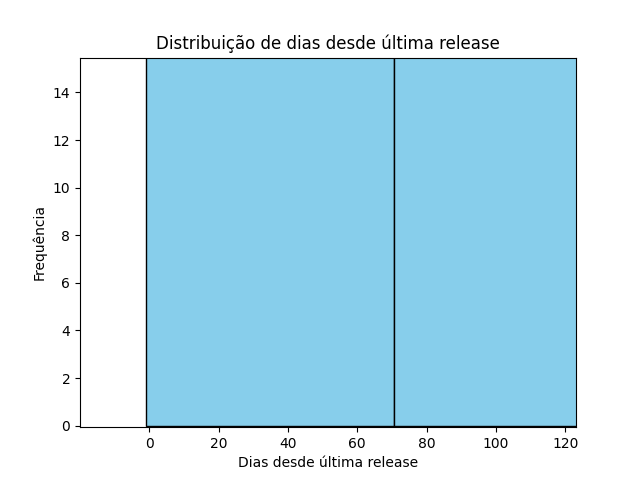 Distribuição de dias desde última release
Frequência
14
12
10
8
6
4
2
0
0 20 40 60 80 100 120
Dias desde última release